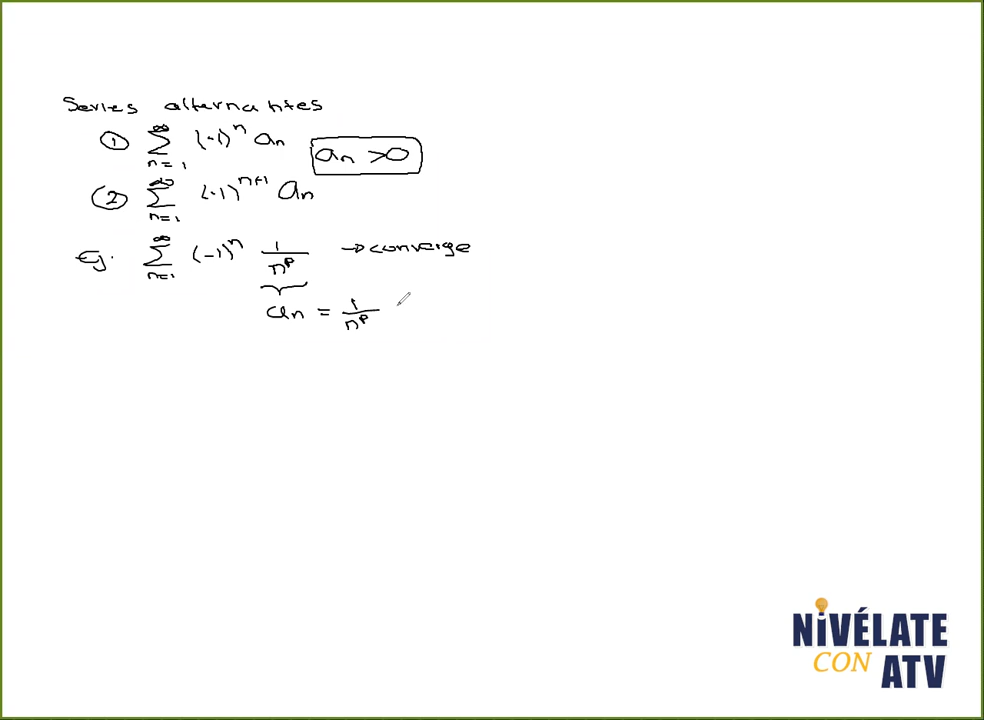 Series alternantes
① ∞ Σ n=1 (-1)^n an
an >0
② ∞ Σ n=1 (-1)^n+1 an
Eg. ∞ Σ n=1 (-1)^n 1/n^p → converge
an = 1/n^p
NIVÉLATE
CON
ATV